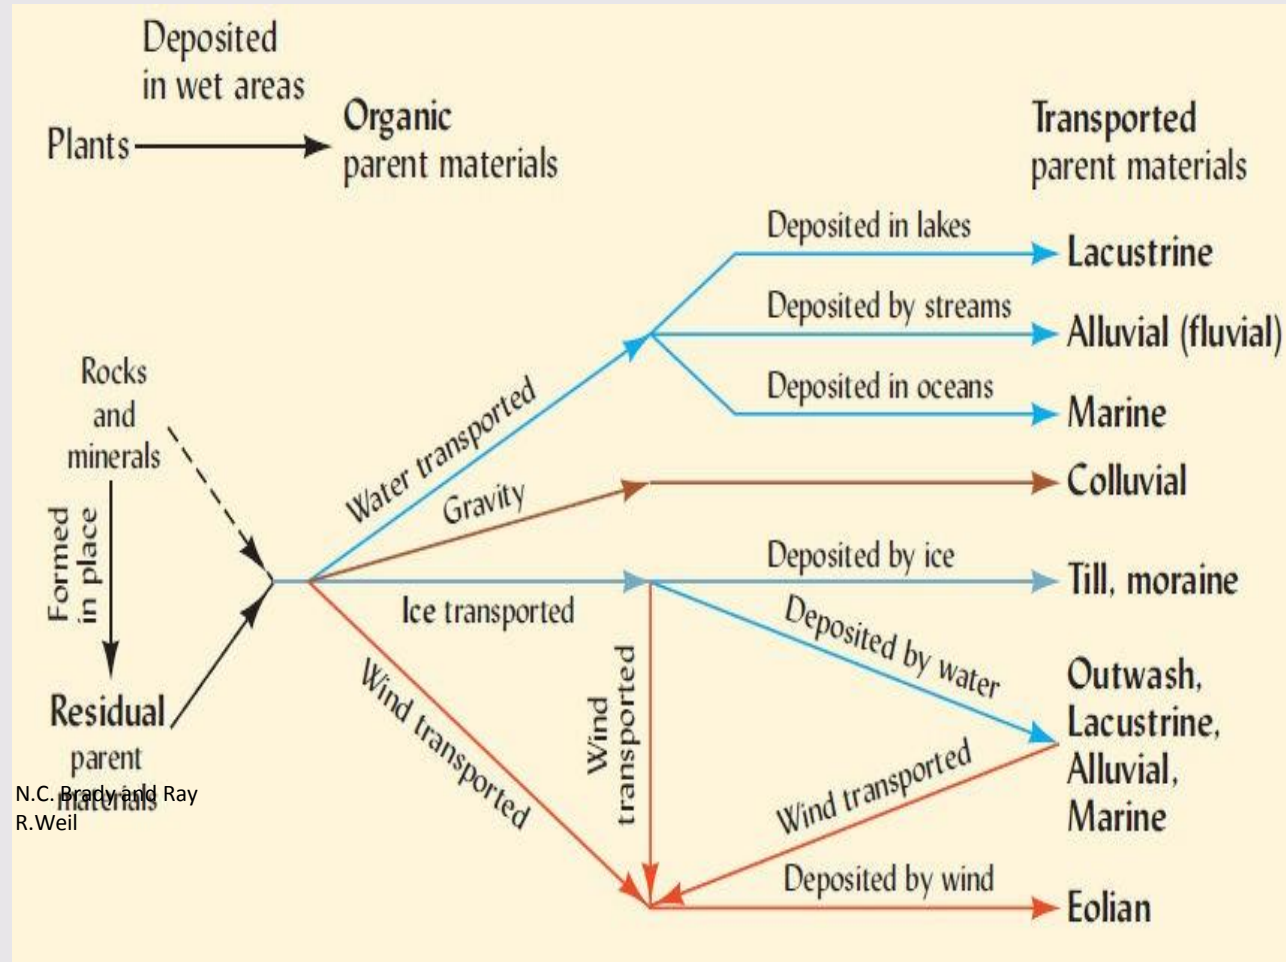 Deposited
in wet areas
Plants
Organic
parent materials
Transported
parent materials
Deposited in lakes
Lacustrine
Deposited by streams
Alluvial (fluvial)
Deposited in oceans
Marine
Rocks
and
minerals
Formed
in place
Residual
parent
materials
N.C. Brady and Ray
R.Weil
Water transported
Gravity
Colluvial
Ice transported
Deposited by ice
Till, moraine
Deposited by water
Outwash,
Lacustrine,
Alluvial,
Marine
Wind transported
Wind
transported
Wind transported
Deposited by wind
Eolian